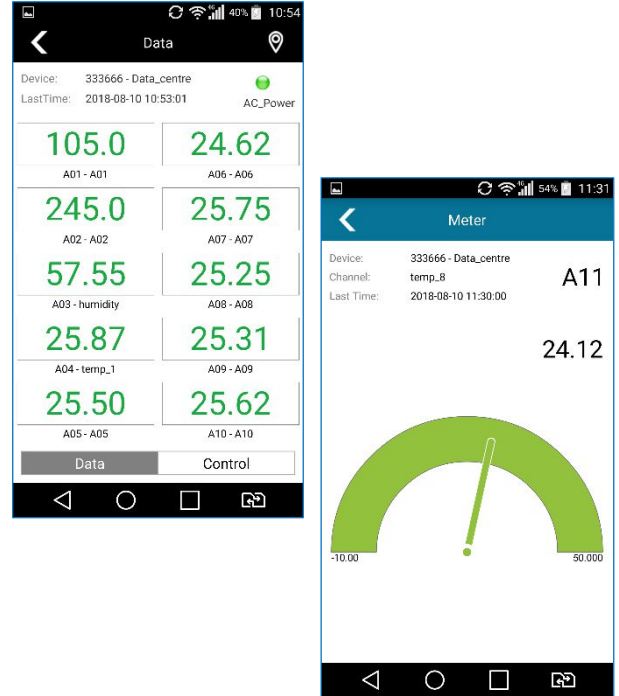 40% 10:54
Data
Device: 333666 - Data_centre
LastTime: 2018-08-10 10:53:01
AC_Power
105.0 24.62
A01 - A01 A06 - A06
245.0 25.75
A02 - A02 A07 - A07
57.55 25.25
A03 - humidity A08 - A08
25.87 25.31
A04 - temp_1 A09 - A09
25.50 25.62
A05 - A05 A10 - A10
Data Control
54% 11:31
Meter
Device: 333666 - Data_centre
Channel: temp_8 A11
Last Time: 2018-08-10 11:30:00
24.12
-10.00 50.000